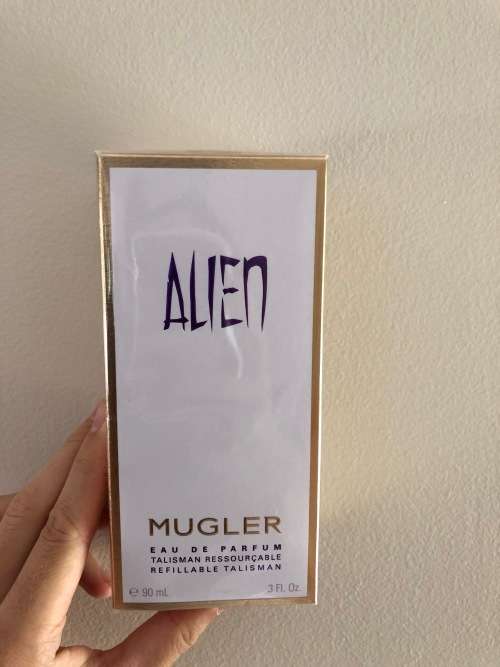 ALIEN
MUGLER
EAU DE PARFUM
TALISMAN RESSOURÇABLE
REFILLABLE TALISMAN
℮ 90 mL 3 Fl. Oz.